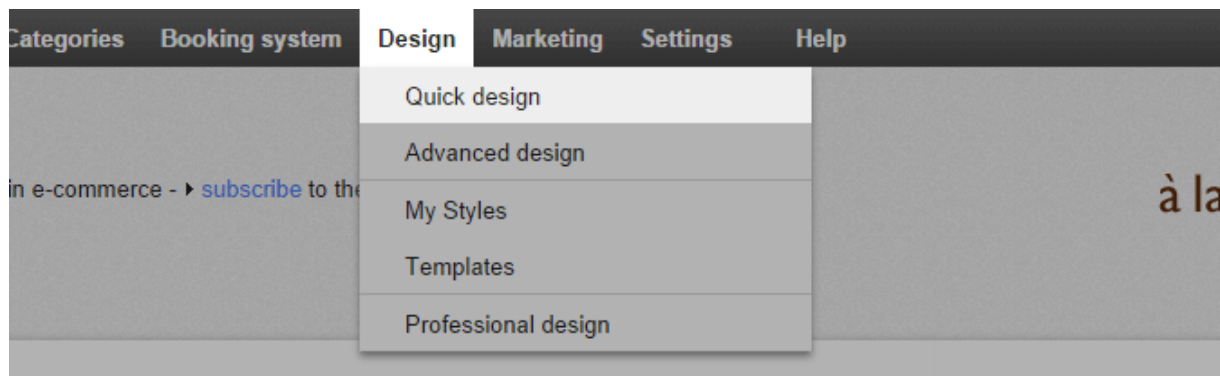 Categories Booking system Design Marketing Settings Help
Quick design
Advanced design
in e-commerce - subscribe to the
à la
My Styles
Templates
Professional design